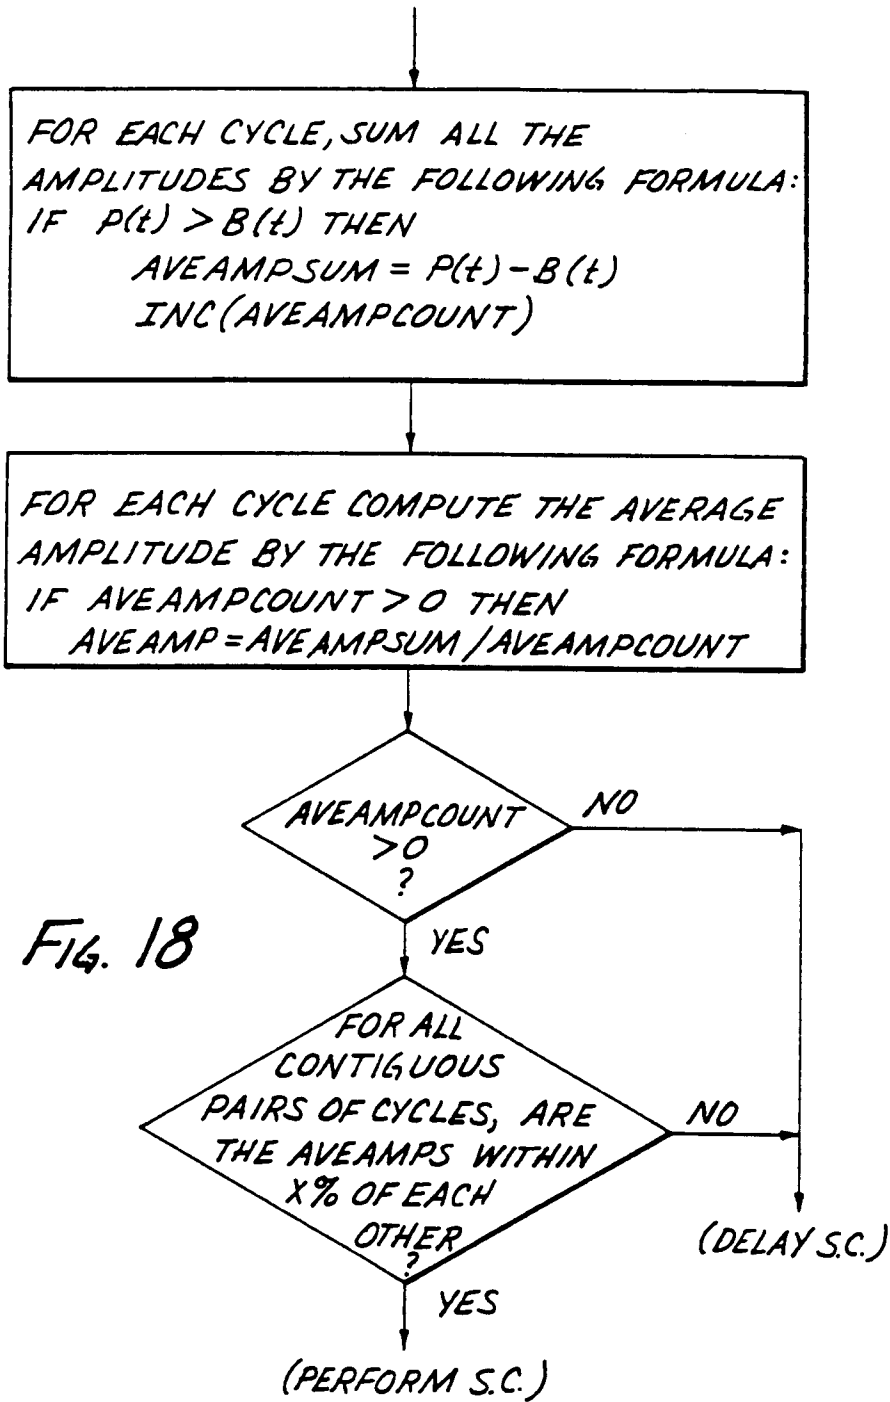 FOR EACH CYCLE, SUM ALL THE
AMPLITUDES BY THE FOLLOWING FORMULA:
IF P(t) > B(t) THEN
AVEAMPSUM = P(t) - B(t)
INC(AVEAMPCOUNT)
FOR EACH CYCLE COMPUTE THE AVERAGE
AMPLITUDE BY THE FOLLOWING FORMULA:
IF AVEAMPCOUNT > 0 THEN
AVEAMP = AVEAMPSUM / AVEAMPCOUNT
AVEAMPCOUNT
>0
?
NO
YES
FIG. 18
FOR ALL
CONTIGUOUS
PAIRS OF CYCLES, ARE
THE AVEAMPS WITHIN
X% OF EACH
OTHER
?
NO
(DELAY S.C.)
YES
(PERFORM S.C.)